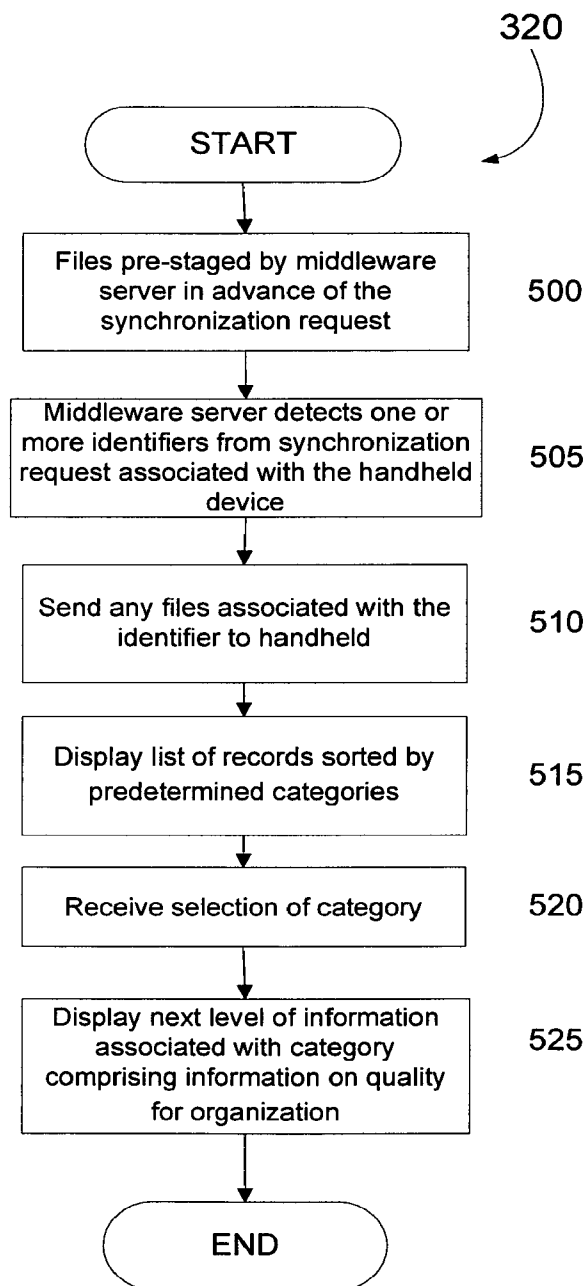 320
START
Files pre-staged by middleware
server in advance of the
synchronization request
500
Middleware server detects one or
more identifiers from synchronization
request associated with the handheld
device
505
Send any files associated with the
identifier to handheld
510
Display list of records sorted by
predetermined categories
515
Receive selection of category
520
Display next level of information
associated with category
comprising information on quality
for organization
525
END